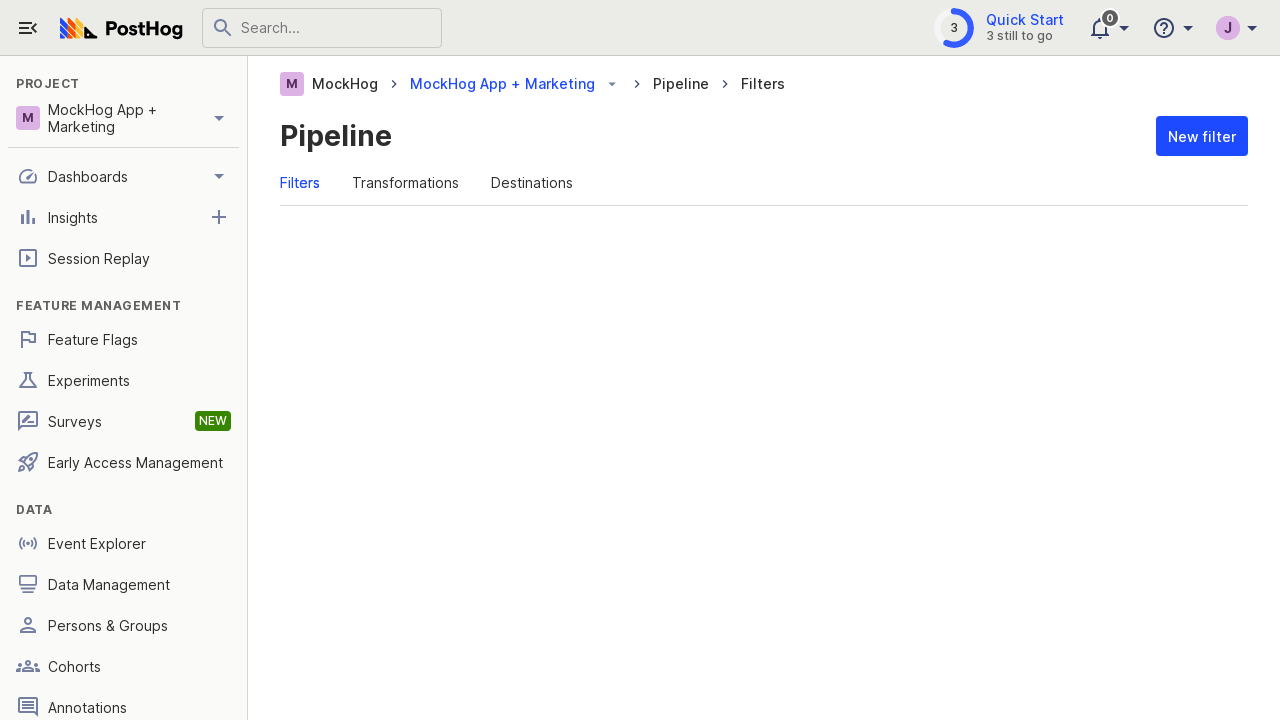 PostHog
Search...
3
Quick Start
3 still to go
0
J
PROJECT
M
MockHog App +
Marketing
Dashboards
Insights
Session Replay
FEATURE MANAGEMENT
Feature Flags
Experiments
Surveys
NEW
Early Access Management
DATA
Event Explorer
Data Management
Persons & Groups
Cohorts
Annotations
M
MockHog
MockHog App + Marketing
Pipeline
Filters
Pipeline
New filter
Filters
Transformations
Destinations